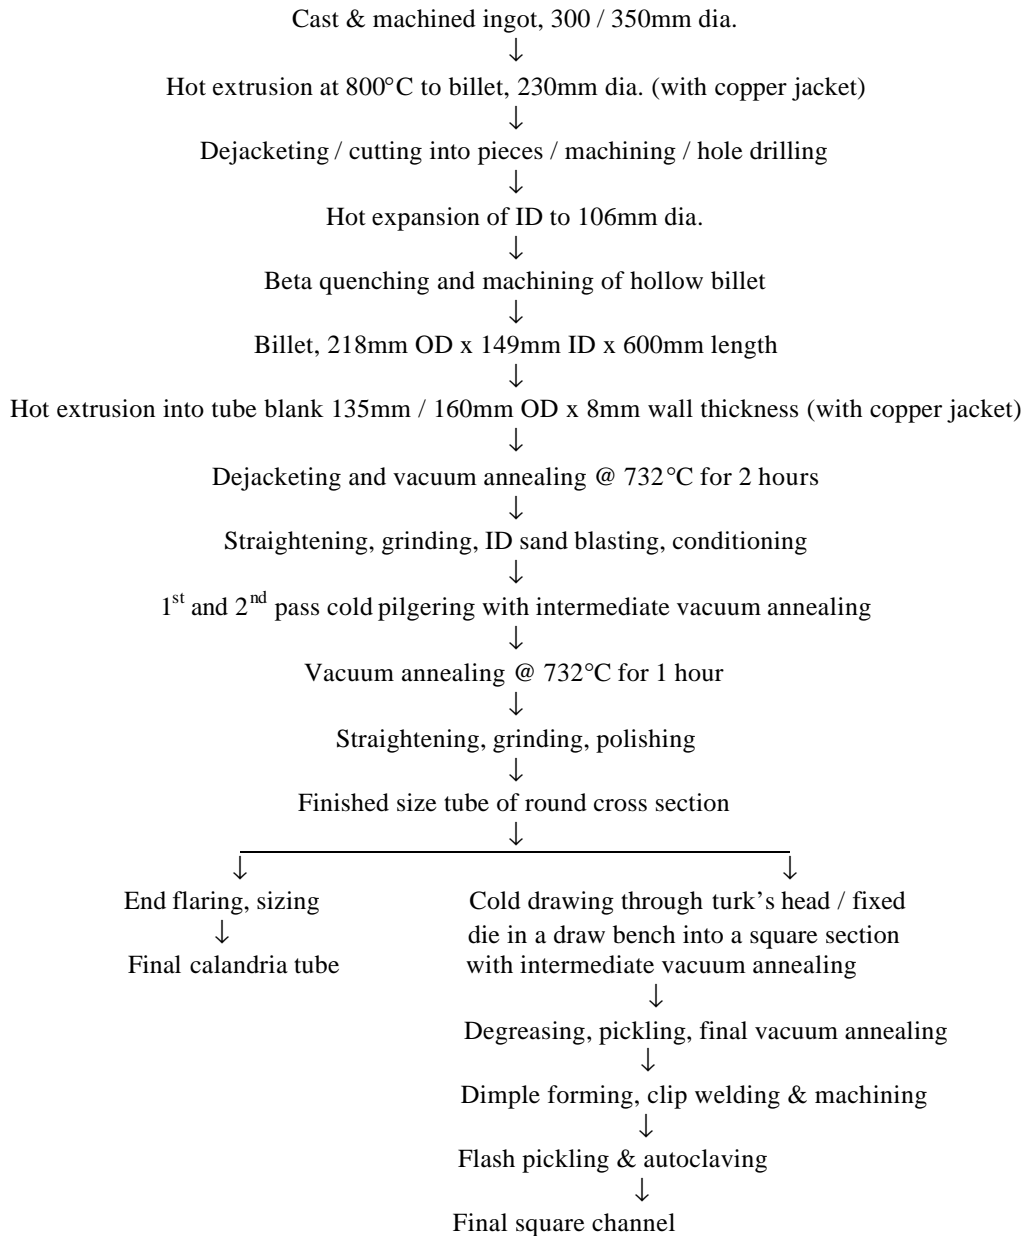 Cast & machined ingot, 300 / 350mm dia.
↓
Hot extrusion at 800°C to billet, 230mm dia. (with copper jacket)
↓
Dejacketing / cutting into pieces / machining / hole drilling
↓
Hot expansion of ID to 106mm dia.
↓
Beta quenching and machining of hollow billet
↓
Billet, 218mm OD x 149mm ID x 600mm length
↓
Hot extrusion into tube blank 135mm / 160mm OD x 8mm wall thickness (with copper jacket)
↓
Dejacketing and vacuum annealing @ 732°C for 2 hours
↓
Straightening, grinding, ID sand blasting, conditioning
↓
1st and 2nd pass cold pilgering with intermediate vacuum annealing
↓
Vacuum annealing @ 732°C for 1 hour
↓
Straightening, grinding, polishing
↓
Finished size tube of round cross section
↓
↓ ↓
End flaring, sizing
↓
Final calandria tube
Cold drawing through turk's head / fixed
die in a draw bench into a square section
with intermediate vacuum annealing
↓
Degreasing, pickling, final vacuum annealing
↓
Dimple forming, clip welding & machining
↓
Flash pickling & autoclaving
↓
Final square channel